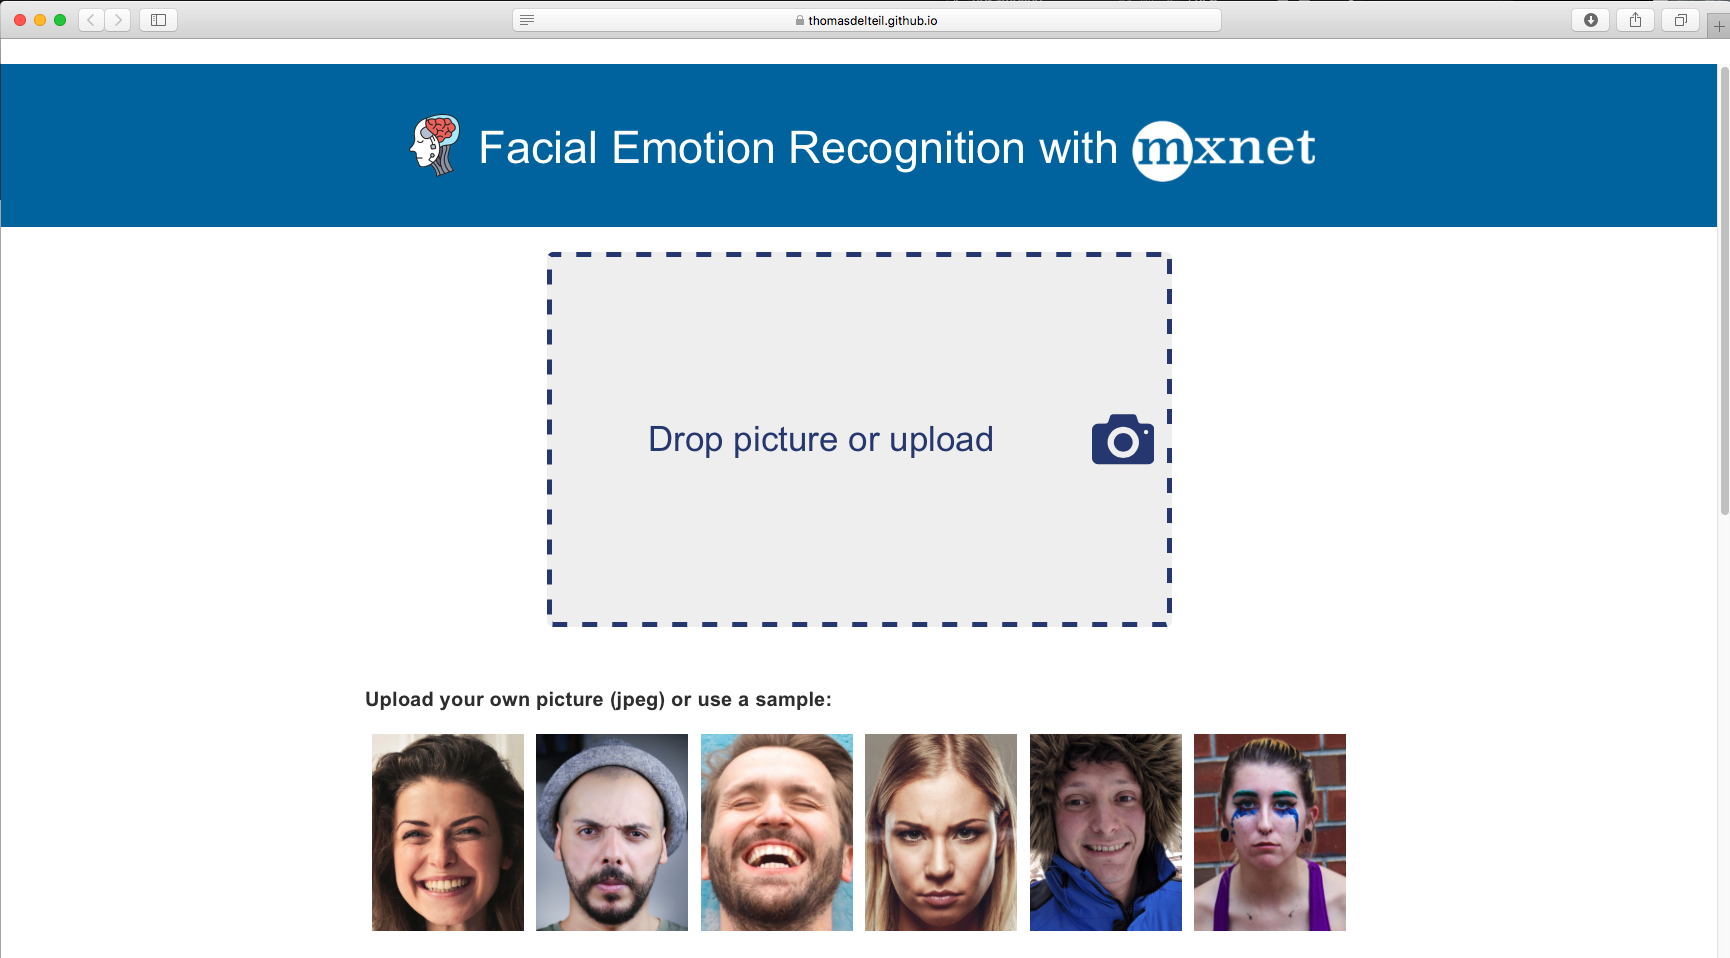 thomasdelteil.github.io
Facial Emotion Recognition with mxnet
Drop picture or upload
Upload your own picture (jpeg) or use a sample: